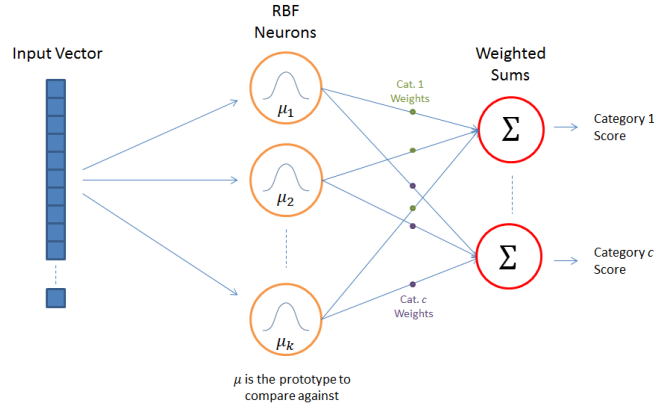 RBF
Neurons
Input Vector
Weighted
Sums
Cat. 1
Weights
μ1
Σ
Category 1
Score
μ2
Σ
Category c
Score
Cat. c
Weights
μk
μ is the prototype to
compare against